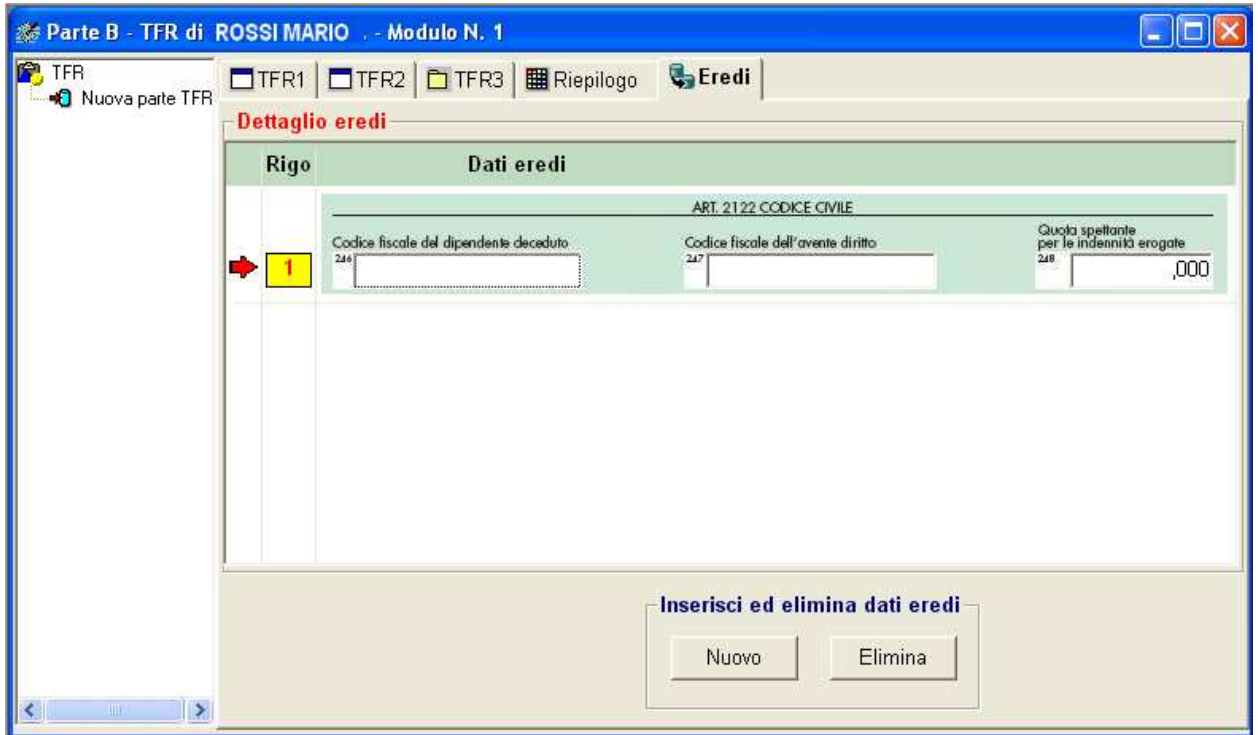 Parte B - TFR di ROSSI MARIO . - Modulo N. 1
TFR
Nuova parte TFR
TFR1 TFR2 TFR3 Riepilogo Eredi
Dettaglio eredi
Rigo Dati eredi
ART. 2122 CODICE CIVILE
Codice fiscale del dipendente deceduto Codice fiscale dell'avente diritto Quota spettante
per le indennità erogate
1 246 247 248 ,000
Inserisci ed elimina dati eredi
Nuovo Elimina